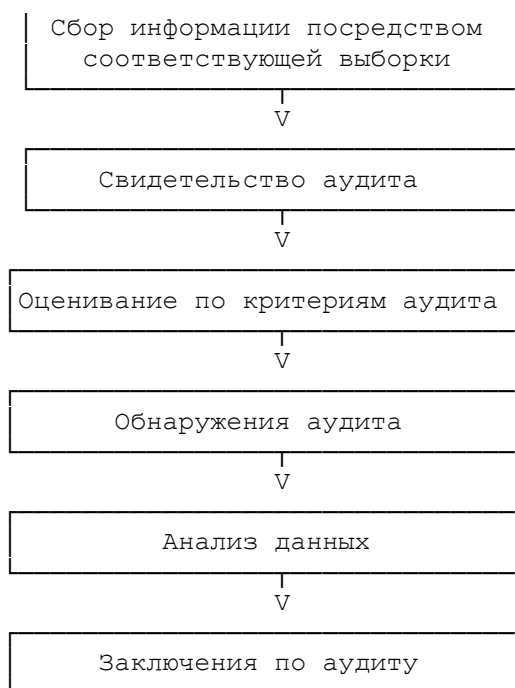 Сбор информации посредством
соответствующей выборки
V
Свидетельство аудита
V
Оценивание по критериям аудита
V
Обнаружения аудита
V
Анализ данных
V
Заключения по аудиту